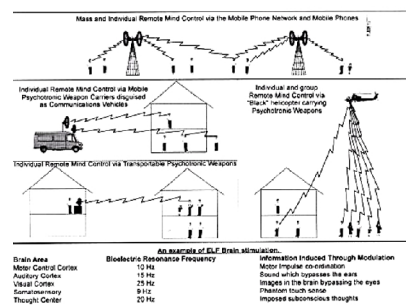 Mass and Individual Remote Mind Control via the Mobile Phone Network and Mobile Phones
Individual Remote Mind Control via Mobile
Psychotronic Weapon Carriers disguised
as Communications Vehicles
Individual and group
Remote Mind Control via
"Black" helicopter carrying
Psychotronic Weapons
Individual Remote Mind Control via Transportable Psychotronic Weapons
An example of ELF Brain stimulation.
Brain Area Bioelectric Resonance Frequency Information Induced Through Modulation
Motor Control Cortex 10 Hz Motor Impulse co-ordination
Auditory Cortex 15 Hz Sound which bypasses the ears
Visual Cortex 25 Hz Images in the brain bypassing the eyes
Somatosensory 9 Hz Phantom touch sense
Thought Center 20 Hz Imposed subconscious thoughts